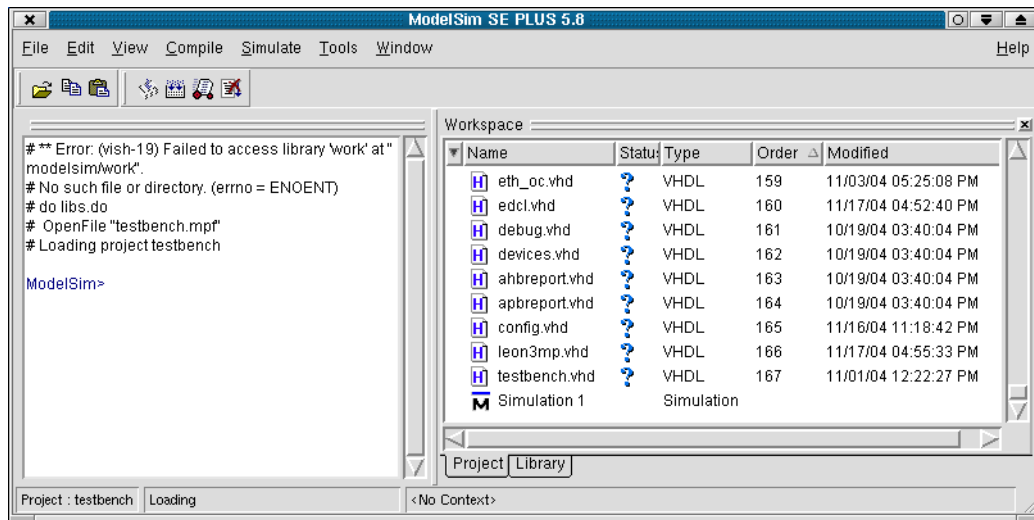 ModelSim SE PLUS 5.8
File Edit View Compile Simulate Tools Window Help
# ** Error: (vish-19) Failed to access library 'work' at "
modelsim/work".
# No such file or directory. (errno = ENOENT)
# do libs.do
# OpenFile "testbench.mpf"
# Loading project testbench
ModelSim>
Workspace
Name Status Type Order Modified
eth_oc.vhd VHDL 159 11/03/04 05:25:08 PM
edcl.vhd VHDL 160 11/17/04 04:52:40 PM
debug.vhd VHDL 161 10/19/04 03:40:04 PM
devices.vhd VHDL 162 10/19/04 03:40:04 PM
ahbreport.vhd VHDL 163 10/19/04 03:40:04 PM
apbreport.vhd VHDL 164 10/19/04 03:40:04 PM
config.vhd VHDL 165 11/16/04 11:18:42 PM
leon3mp.vhd VHDL 166 11/17/04 04:55:33 PM
testbench.vhd VHDL 167 11/01/04 12:22:27 PM
Simulation 1 Simulation
Project Library
Project : testbench Loading <No Context>